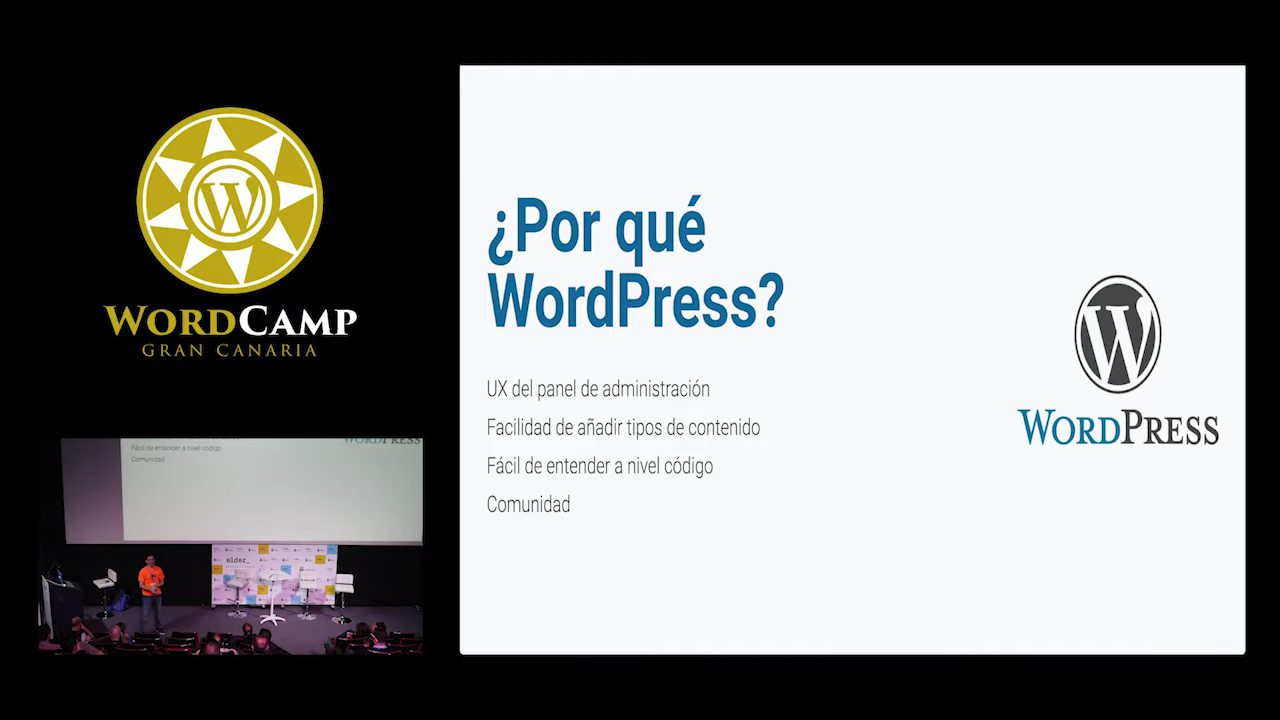 WORDCAMP
GRAN CANARIA
¿Por qué
WordPress?
UX del panel de administración
Facilidad de añadir tipos de contenido
Fácil de entender a nivel código
Comunidad
WORDPRESS
WORDPRESS
Fácil de entender a nivel código
Comunidad
elder_